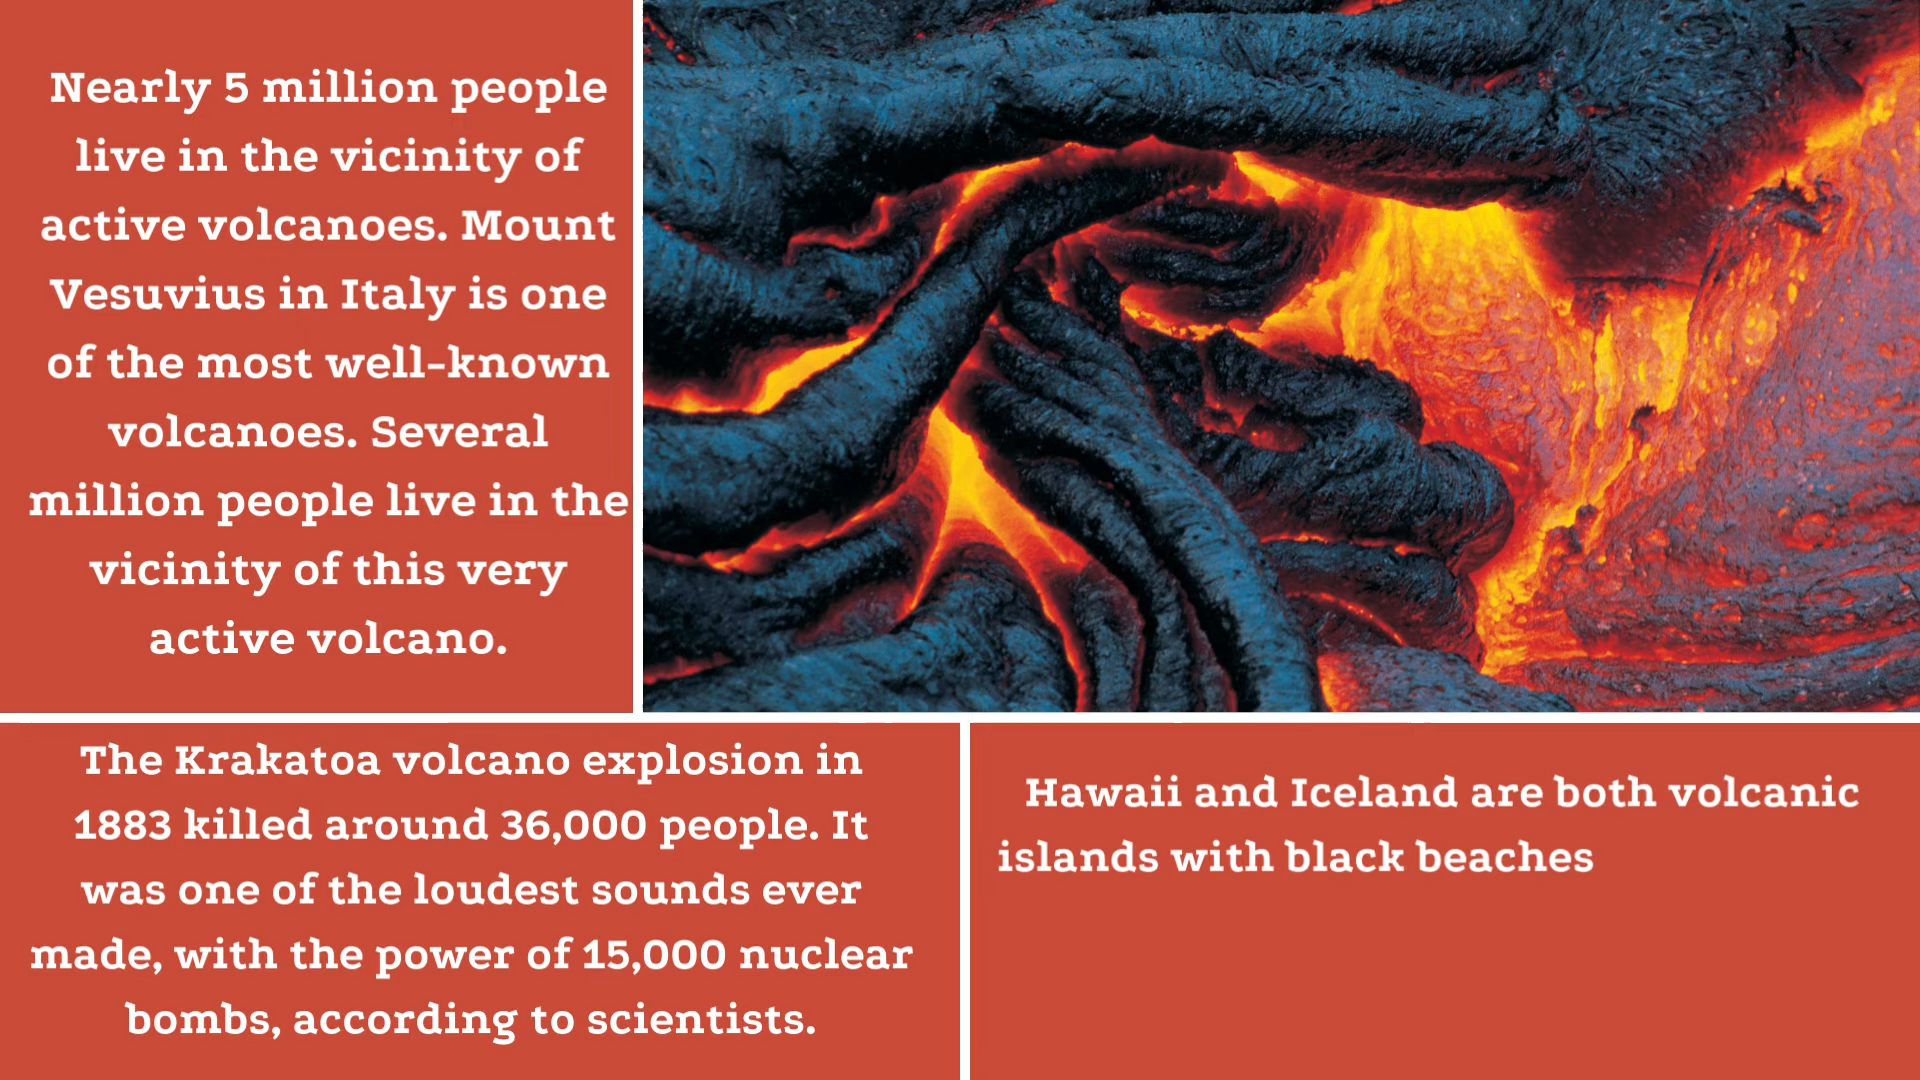 Nearly 5 million people
live in the vicinity of
active volcanoes. Mount
Vesuvius in Italy is one
of the most well-known
volcanoes. Several
million people live in the
vicinity of this very
active volcano.
The Krakatoa volcano explosion in
1883 killed around 36,000 people. It
was one of the loudest sounds ever
made, with the power of 15,000 nuclear
bombs, according to scientists.
Hawaii and Iceland are both volcanic
islands with black beaches